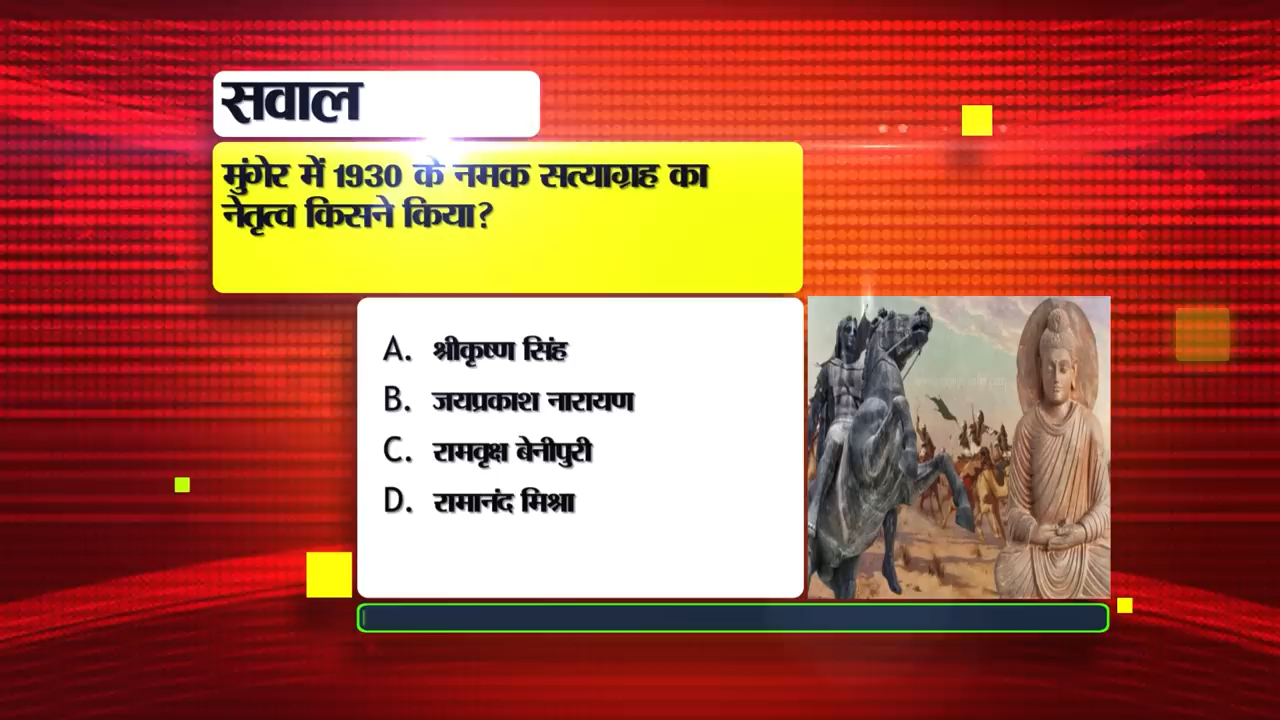 सवाल
मुंगेर में 1930 के नमक सत्याग्रह का
नेतृत्व किसने किया?
A. श्रीकृष्ण सिंह
B. जयप्रकाश नारायण
C. रामवृक्ष बेनीपुरी
D. रामानंद मिश्रा